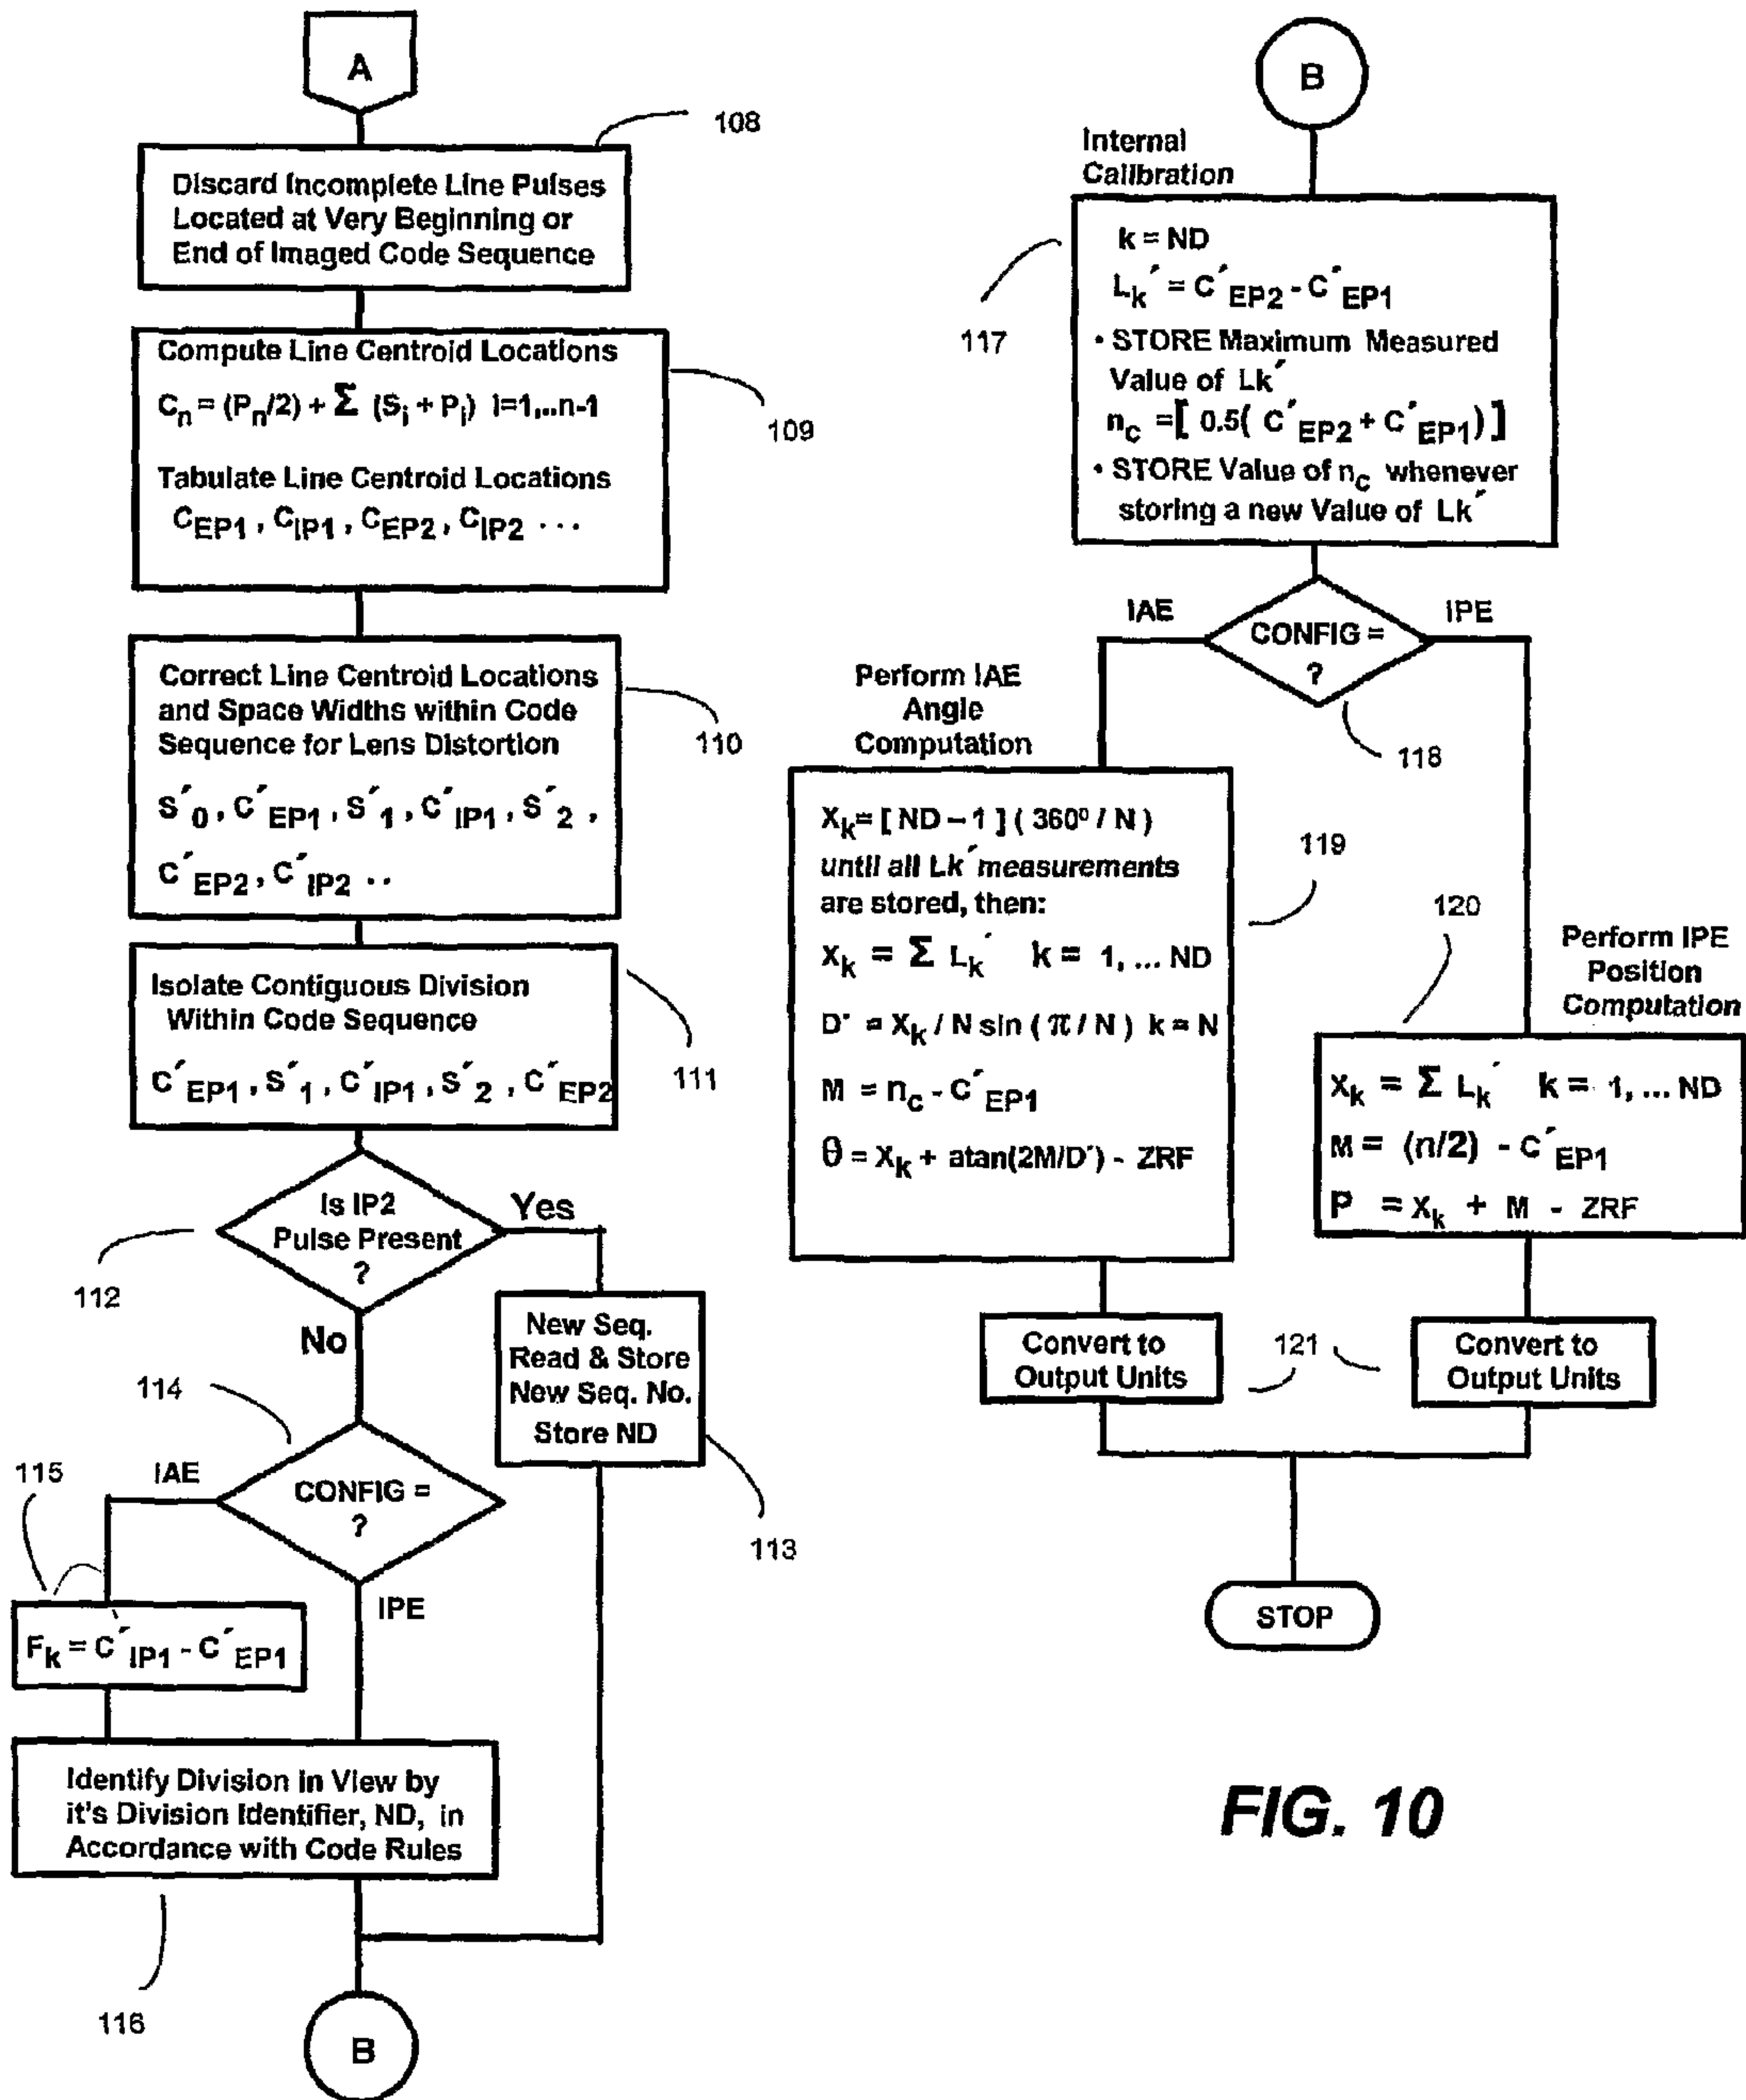 A
108
Discard Incomplete Line Pulses
Located at Very Beginning or
End of Imaged Code Sequence
Compute Line Centroid Locations
Cn = (Pn/2) + Σ (Si + Pi) i=1,...n-1
109
Tabulate Line Centroid Locations
CEP1 , CIP1 , CEP2 , CIP2 ...
Correct Line Centroid Locations
and Space Widths within Code
Sequence for Lens Distortion
110
S´0 , C´EP1 , S´1 , C´IP1 , S´2 ,
C´EP2 , C´IP2 ..
Isolate Contiguous Division
Within Code Sequence
111
C´EP1 , S´1 , C´IP1 , S´2 , C´EP2
Is IP2
Pulse Present
?
Yes
112
No
New Seq.
Read & Store
New Seq. No.
Store ND
113
114
CONFIG =
?
115
IAE
IPE
Fk = C´IP1 - C´EP1
Identify Division in View by
it's Division Identifier, ND, in
Accordance with Code Rules
116
B
B
Internal
Calibration
117
k = ND
Lk´ = C´EP2 - C´EP1
• STORE Maximum Measured
Value of Lk´
nc =[ 0.5( C´EP2 + C´EP1) ]
• STORE Value of nc whenever
storing a new Value of Lk´
IAE
CONFIG =
?
IPE
118
Perform IAE
Angle
Computation
Xk = [ ND – 1 ] ( 360º / N )
until all Lk´ measurements
are stored, then:
Xk = Σ Lk´ k = 1, ... ND
D´ = Xk / N sin ( π / N ) k = N
M = nc - C´EP1
θ = Xk + atan(2M/D´) - ZRF
119
120
Perform IPE
Position
Computation
Xk = Σ Lk´ k = 1, ... ND
M = (n/2) - C´EP1
P = Xk + M - ZRF
Convert to
Output Units
121
Convert to
Output Units
STOP
FIG. 10